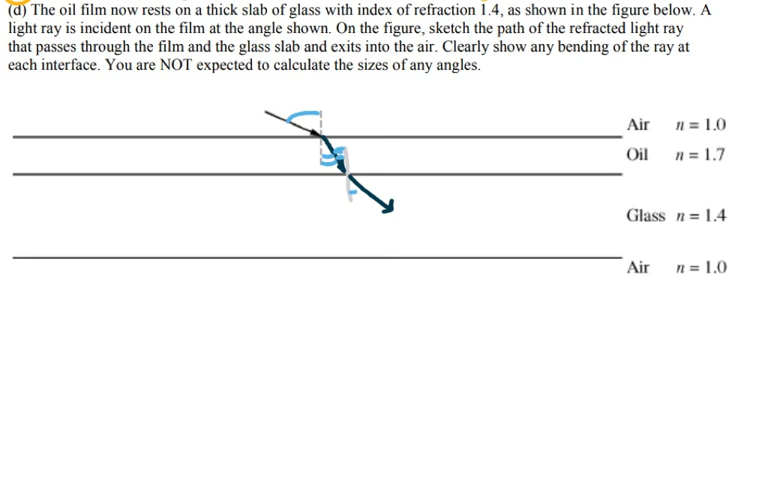 (d) The oil film now rests on a thick slab of glass with index of refraction 1.4, as shown in the figure below. A
light ray is incident on the film at the angle shown. On the figure, sketch the path of the refracted light ray
that passes through the film and the glass slab and exits into the air. Clearly show any bending of the ray at
each interface. You are NOT expected to calculate the sizes of any angles.
Air n = 1.0
Oil n = 1.7
Glass n = 1.4
Air n = 1.0